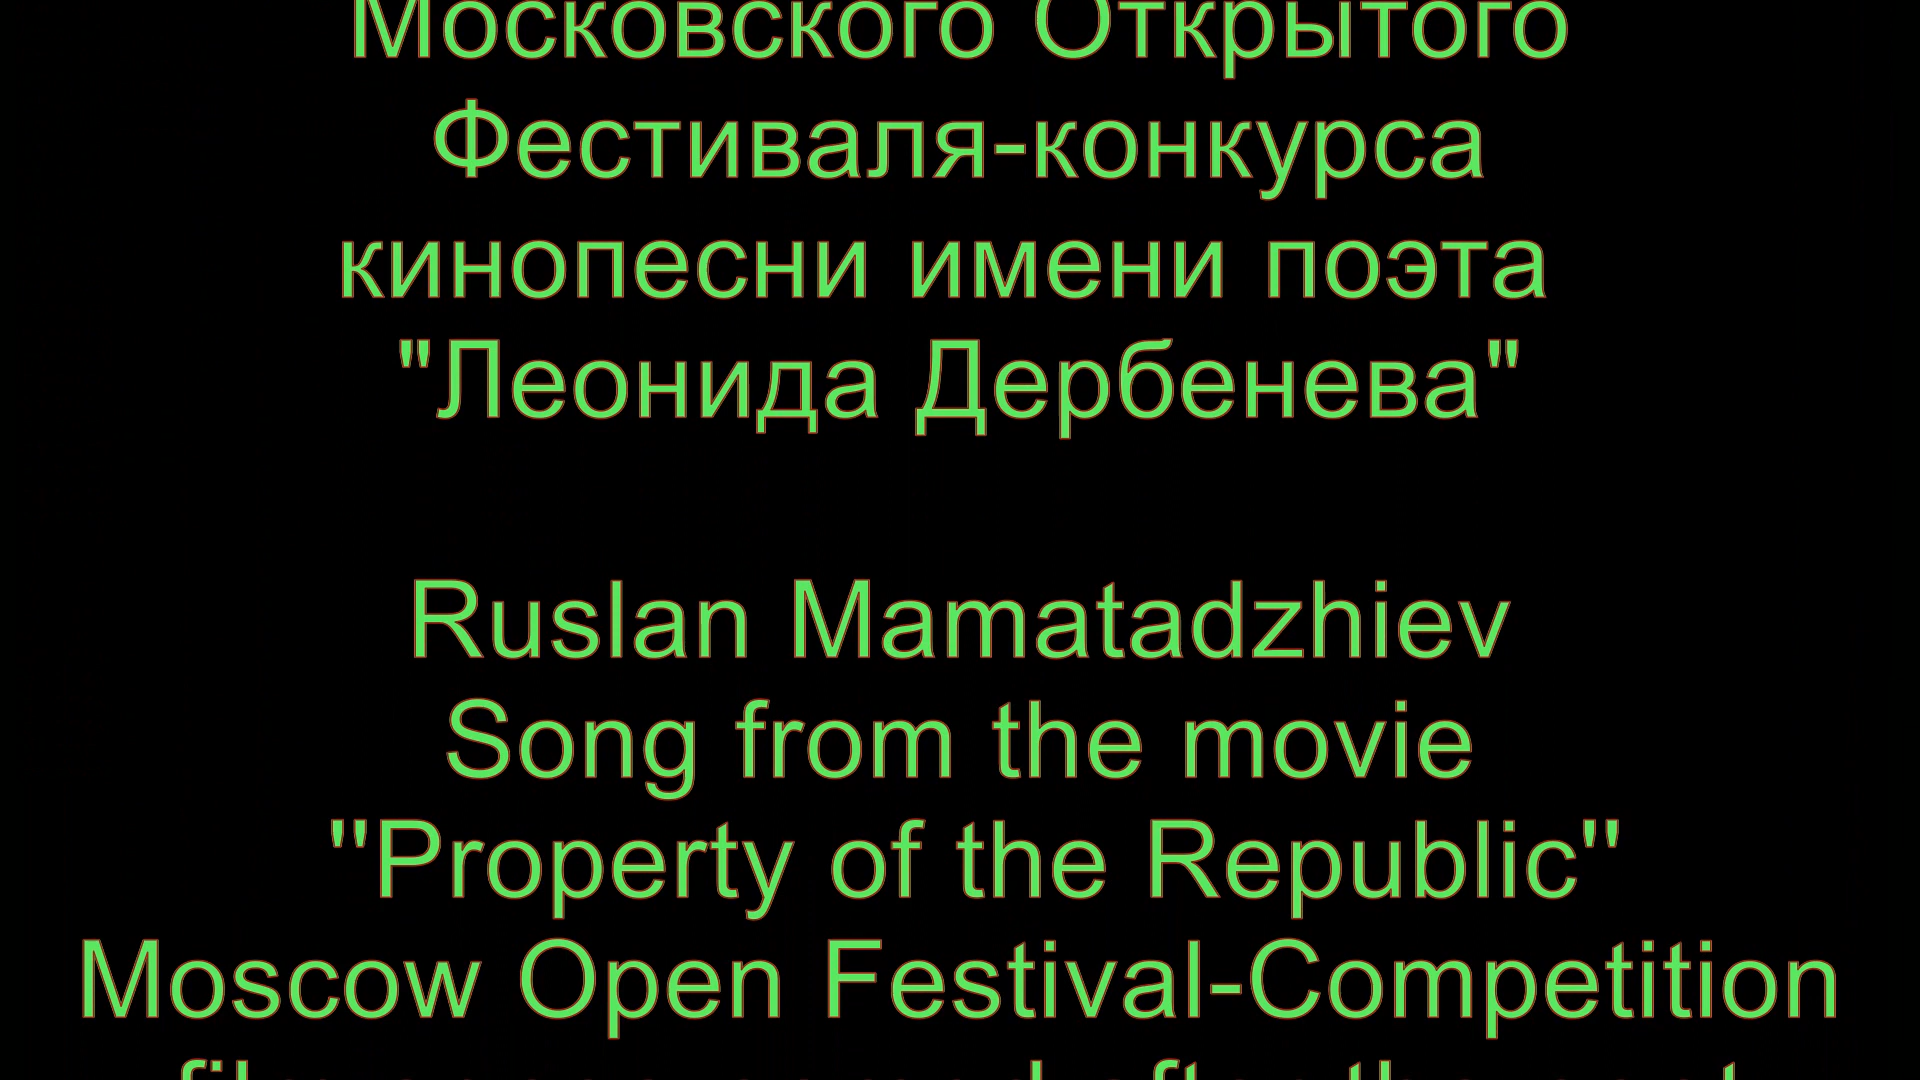 Московского Открытого
Фестиваля-конкурса
кинопесни имени поэта
"Леонида Дербенева"
Ruslan Mamatadzhiev
Song from the movie
"Property of the Republic"
Moscow Open Festival-Competition